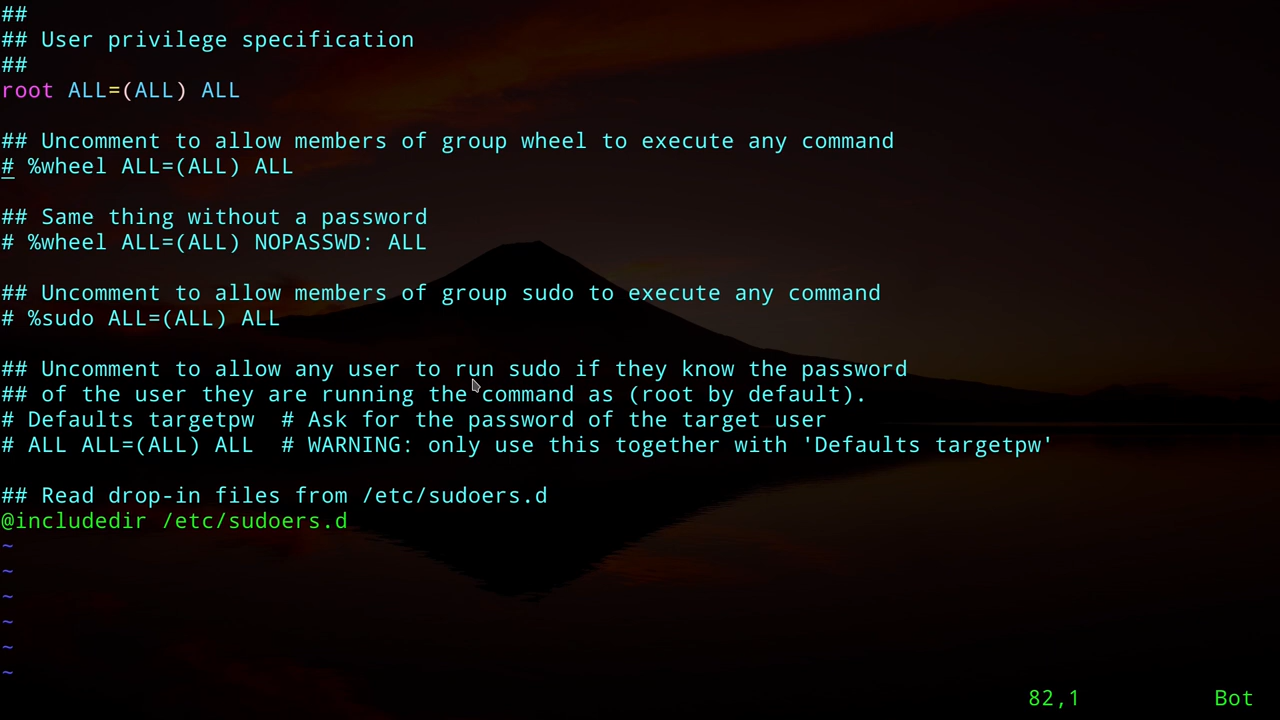 ##
## User privilege specification
##
root ALL=(ALL) ALL
## Uncomment to allow members of group wheel to execute any command
# %wheel ALL=(ALL) ALL
## Same thing without a password
# %wheel ALL=(ALL) NOPASSWD: ALL
## Uncomment to allow members of group sudo to execute any command
# %sudo ALL=(ALL) ALL
## Uncomment to allow any user to run sudo if they know the password
## of the user they are running the command as (root by default).
# Defaults targetpw  # Ask for the password of the target user
# ALL ALL=(ALL) ALL  # WARNING: only use this together with 'Defaults targetpw'
## Read drop-in files from /etc/sudoers.d
@includedir /etc/sudoers.d
~
~
~
~
~
~
82,1 Bot